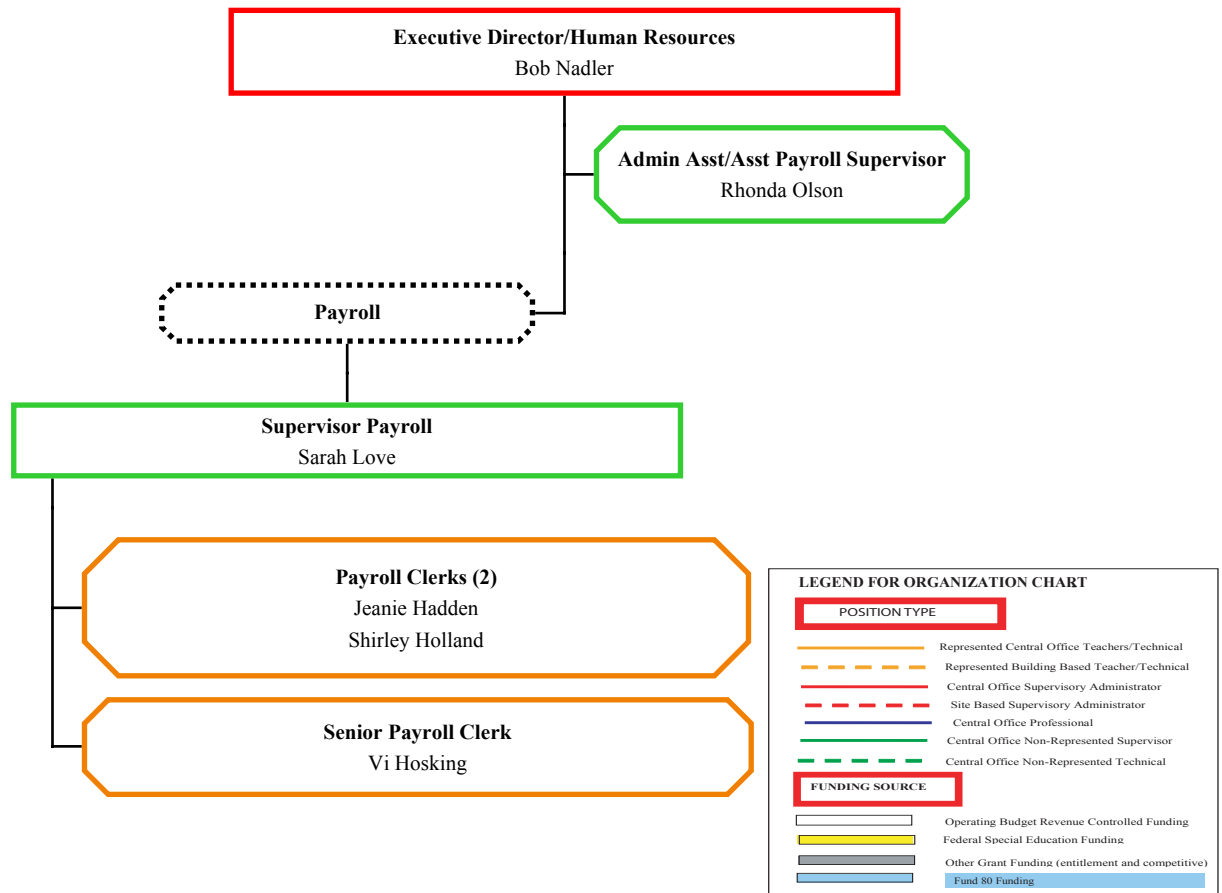 Executive Director/Human Resources
Bob Nadler
Admin Asst/Asst Payroll Supervisor
Rhonda Olson
Payroll
Supervisor Payroll
Sarah Love
Payroll Clerks (2)
Jeanie Hadden
Shirley Holland
Senior Payroll Clerk
Vi Hosking
LEGEND FOR ORGANIZATION CHART
POSITION TYPE
Represented Central Office Teachers/Technical
Represented Building Based Teacher/Technical
Central Office Supervisory Administrator
Site Based Supervisory Administrator
Central Office Professional
Central Office Non-Represented Supervisor
Central Office Non-Represented Technical
FUNDING SOURCE
Operating Budget Revenue Controlled Funding
Federal Special Education Funding
Other Grant Funding (entitlement and competitive)
Fund 80 Funding